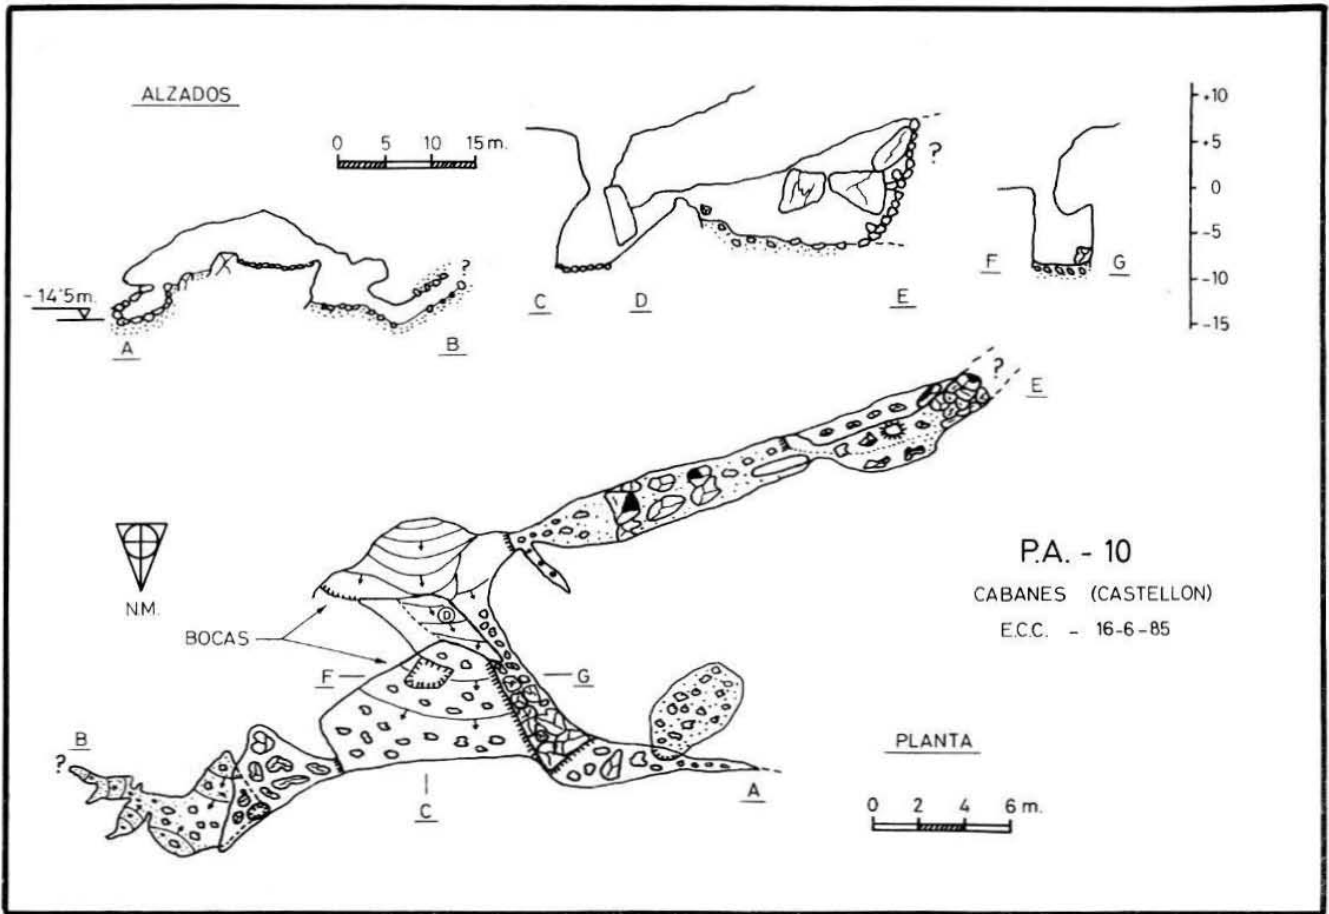 ALZADOS
0 5 10 15 m.
+10
+5
0
-5
-10
-15
?
?
- 14'5 m.
A
B
C
D
E
F
G
?
E
N.M.
BOCAS
D
F
G
P.A. - 10
CABANES (CASTELLON)
E.C.C. - 16-6-85
B
?
C
A
PLANTA
0 2 4 6 m.